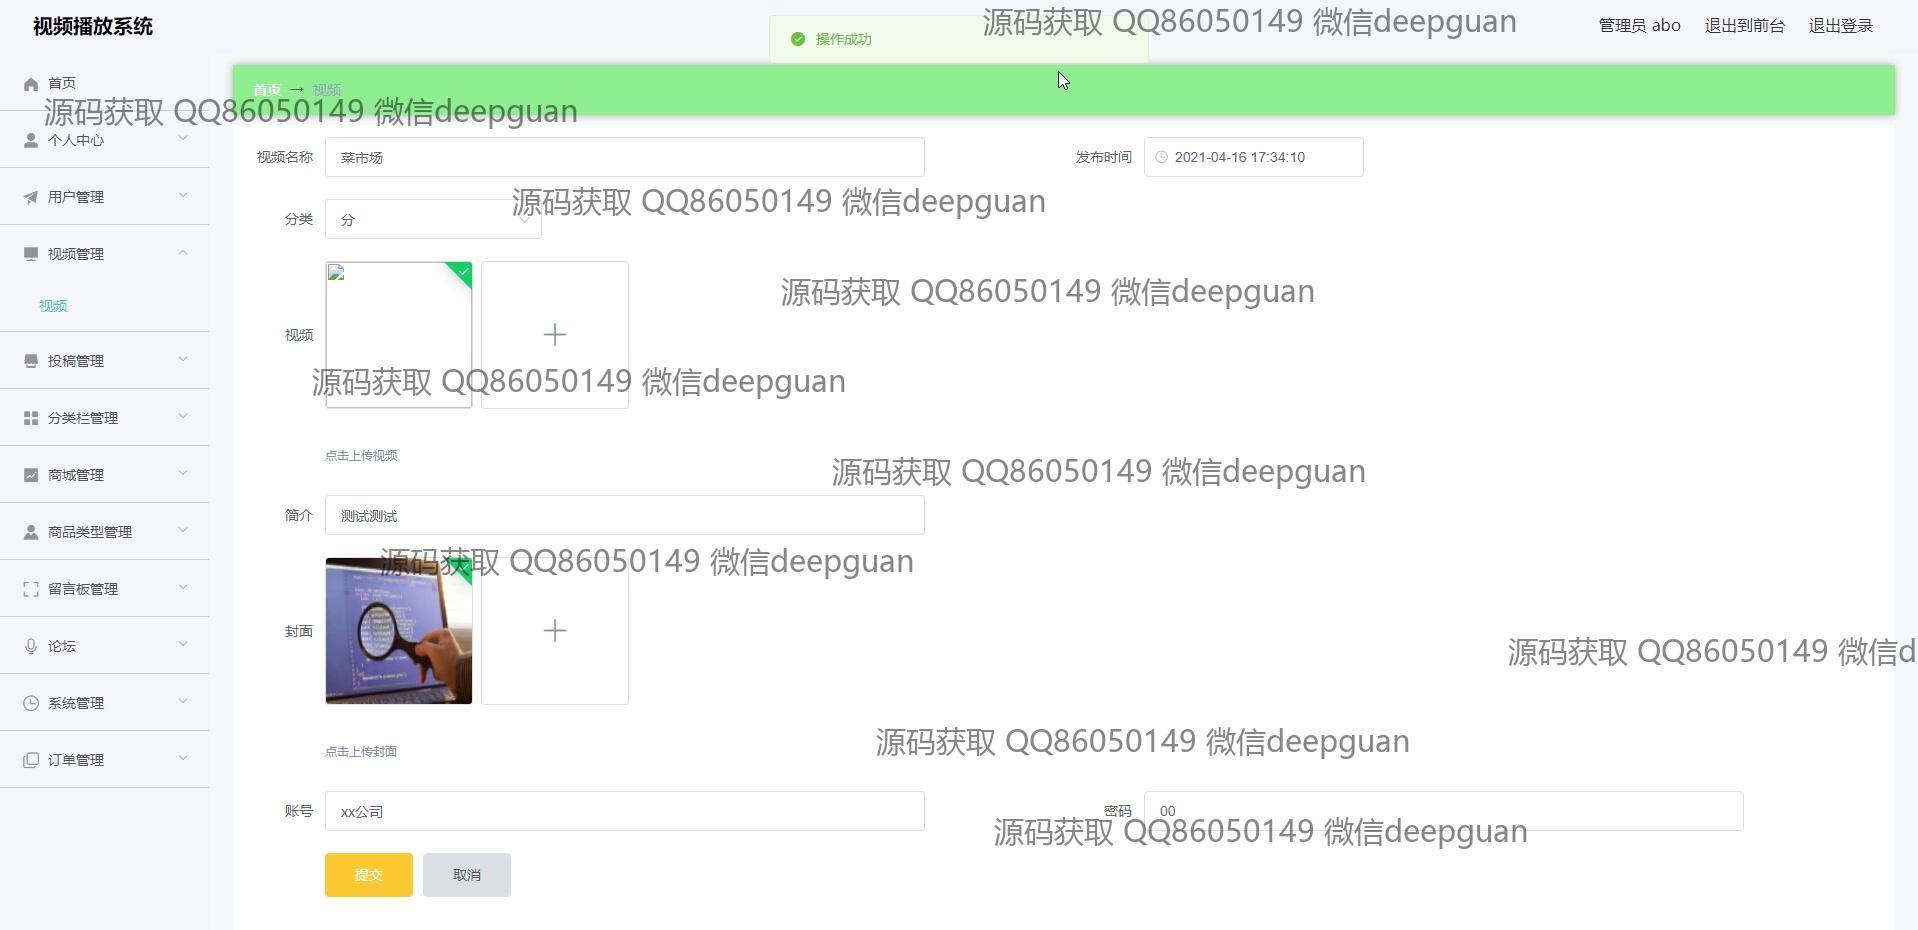 视频播放系统
操作成功
源码获取 QQ86050149 微信deepguan
管理员 abo 退出到前台 退出登录
首页
首页 → 视频
源码获取 QQ86050149 微信deepguan
个人中心
视频名称 菜市场 发布时间 2021-04-16 17:34:10
用户管理
源码获取 QQ86050149 微信deepguan
分类 分
视频管理
源码获取 QQ86050149 微信deepguan
视频
视频
投稿管理
源码获取 QQ86050149 微信deepguan
分类栏管理
点击上传视频
商城管理
源码获取 QQ86050149 微信deepguan
简介 测试测试
商品类型管理
源码获取 QQ86050149 微信deepguan
留言板管理
封面
论坛
源码获取 QQ86050149 微信d
系统管理
源码获取 QQ86050149 微信deepguan
点击上传封面
订单管理
账号 xx公司 密码 00
源码获取 QQ86050149 微信deepguan
提交 取消